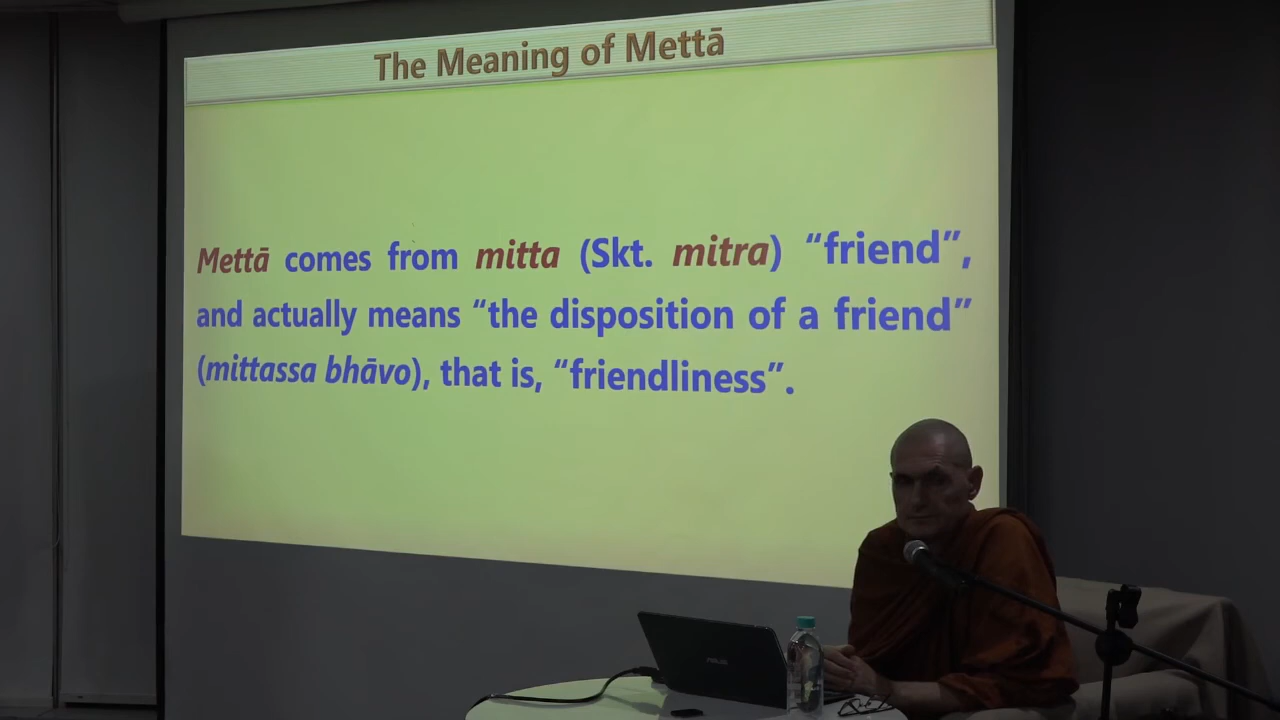 The Meaning of Mettā
Mettā comes from mitta (Skt. mitra) “friend”,
and actually means “the disposition of a friend”
(mittassa bhāvo), that is, “friendliness”.
ASUS